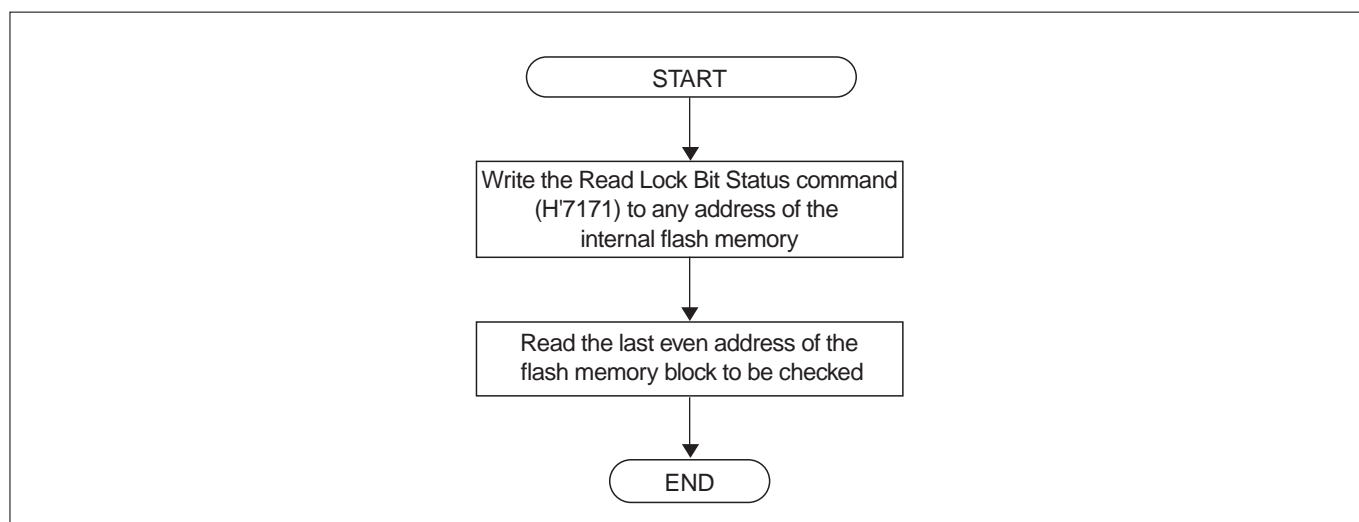 START
Write the Read Lock Bit Status command
(H'7171) to any address of the
internal flash memory
Read the last even address of the
flash memory block to be checked
END